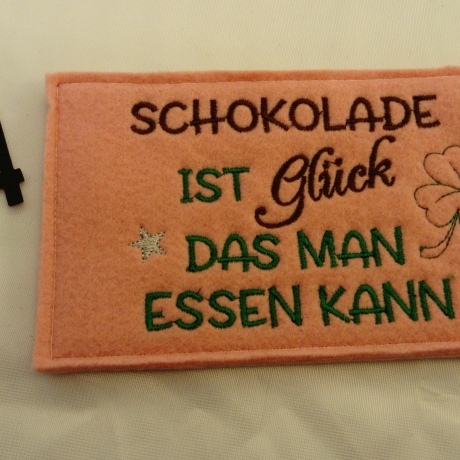 SCHOKOLADE
IST Glück
DAS MAN
ESSEN KANN